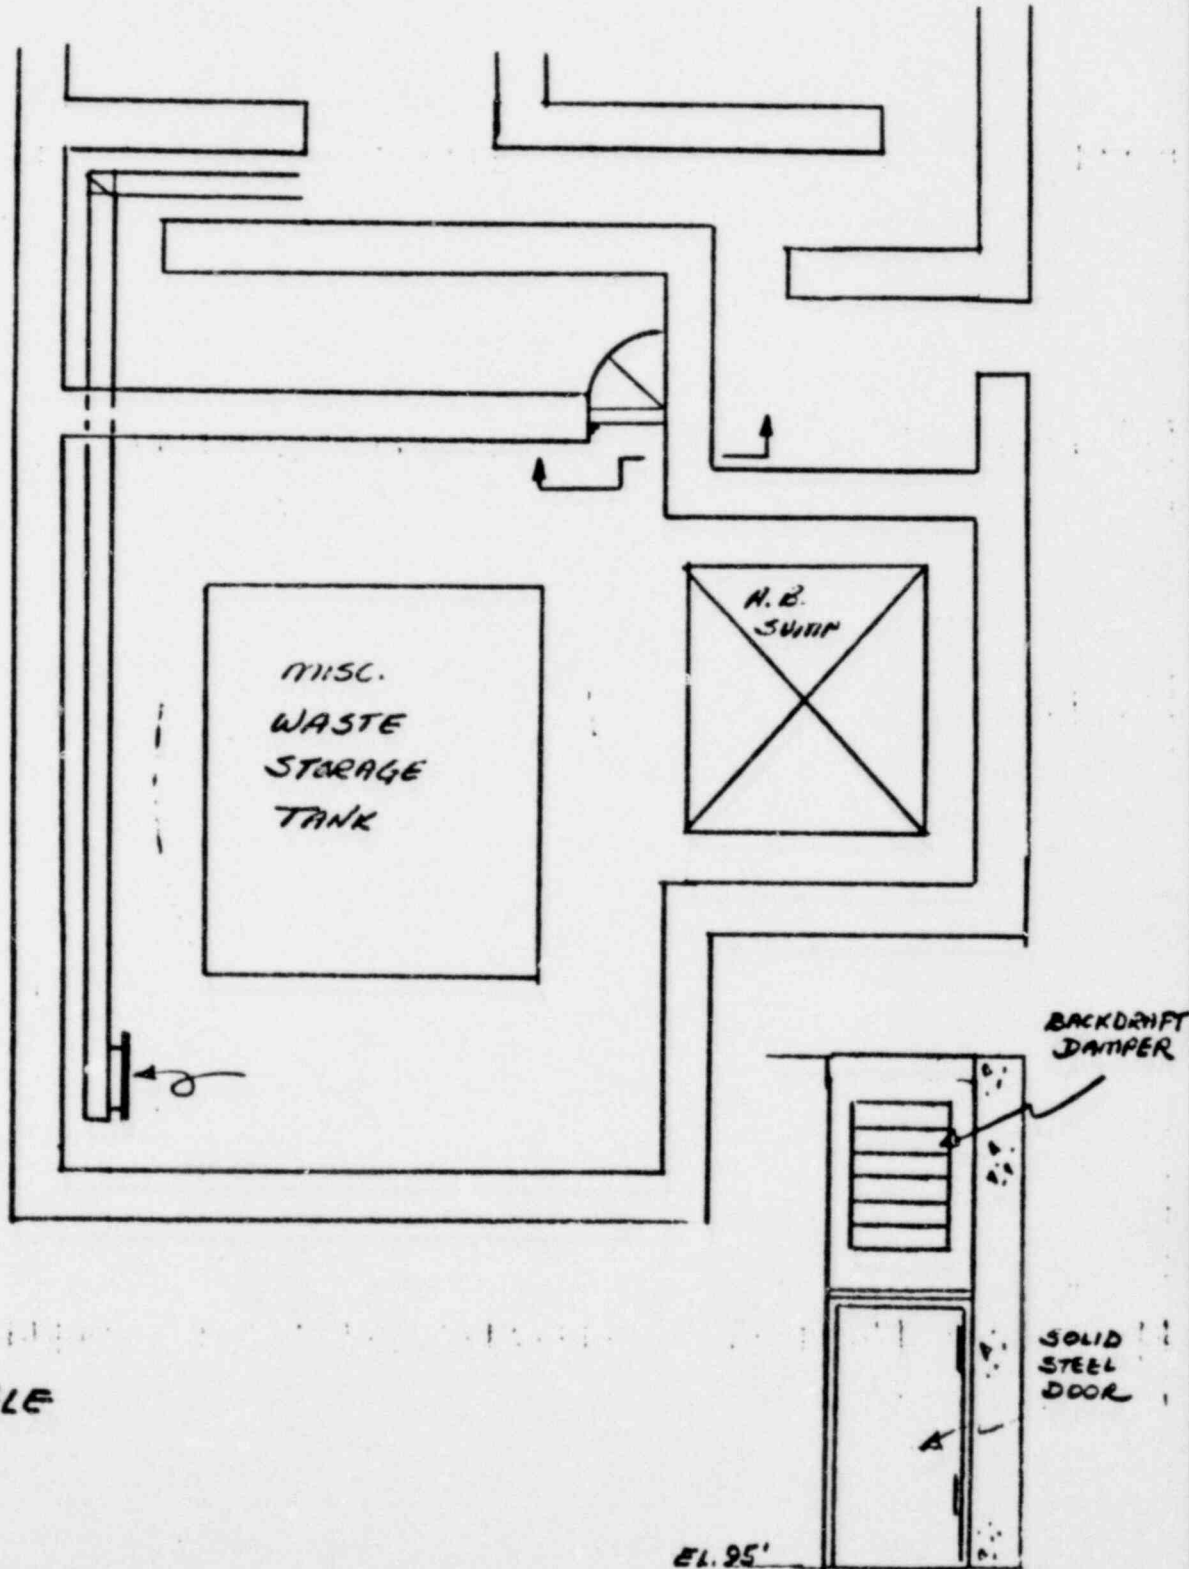 MISC.
WASTE
STORAGE
TANK
SUMP
BACKDRAFT
DAMPER
SOLID
STEEL
DOOR
LE
EL. 95'